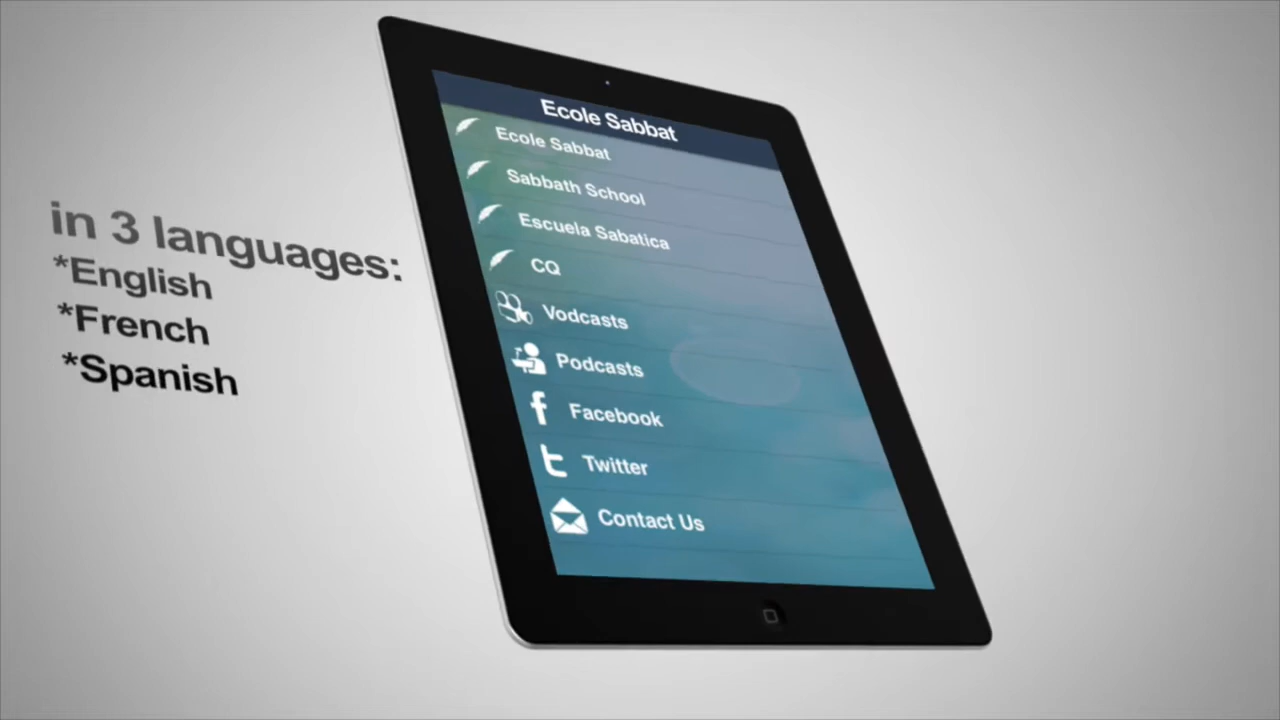 in 3 languages:
*English
*French
*Spanish
Ecole Sabbat
Ecole Sabbat
Sabbath School
Escuela Sabatica
CQ
Vodcasts
Podcasts
Facebook
Twitter
Contact Us